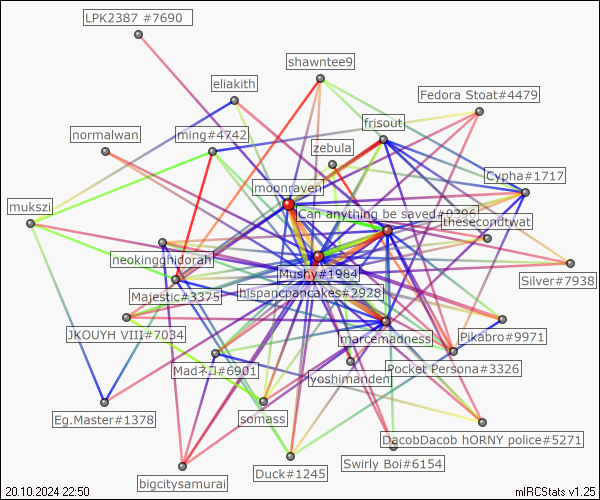 LPK2387 #7690
shawntee9
eliakith
Fedora Stoat#4479
frisout
normalwan
ming#4742
zebula
Cypha#1717
moonraven
mukszi
Can anything be saved#0396
thesecondtwat
neokingghidorah
Mushy#1984
Silver#7938
Majestic#3375
hispancpancakes#2928
JKOUYH VIII#7034
marcemadness
Pikabro#9971
Madネコ#6901
Pocket Persona#3326
yoshimanden
Eg.Master#1378
somass
DacobDacob hORNY police#5271
Swirly Boi#6154
Duck#1245
bigcitysamurai
20.10.2024 22:50
mIRCStats v1.25